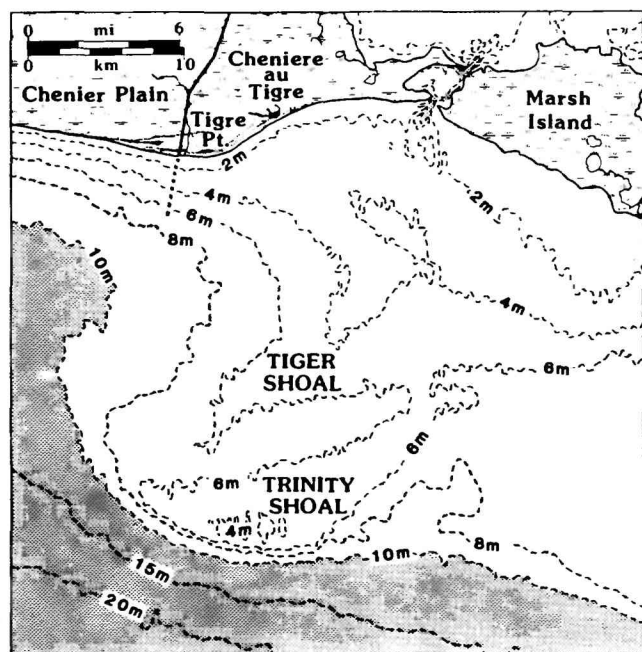 0 mi 6
0 km 10
Chenier Plain
Cheniere
au
Tigre
Tigre
Pt.
Marsh
Island
2m
4m
6m
8m
10m
2m
4m
6m
TIGER
SHOAL
6m
6m
TRINITY
SHOAL
4m
10m
8m
15m
20m